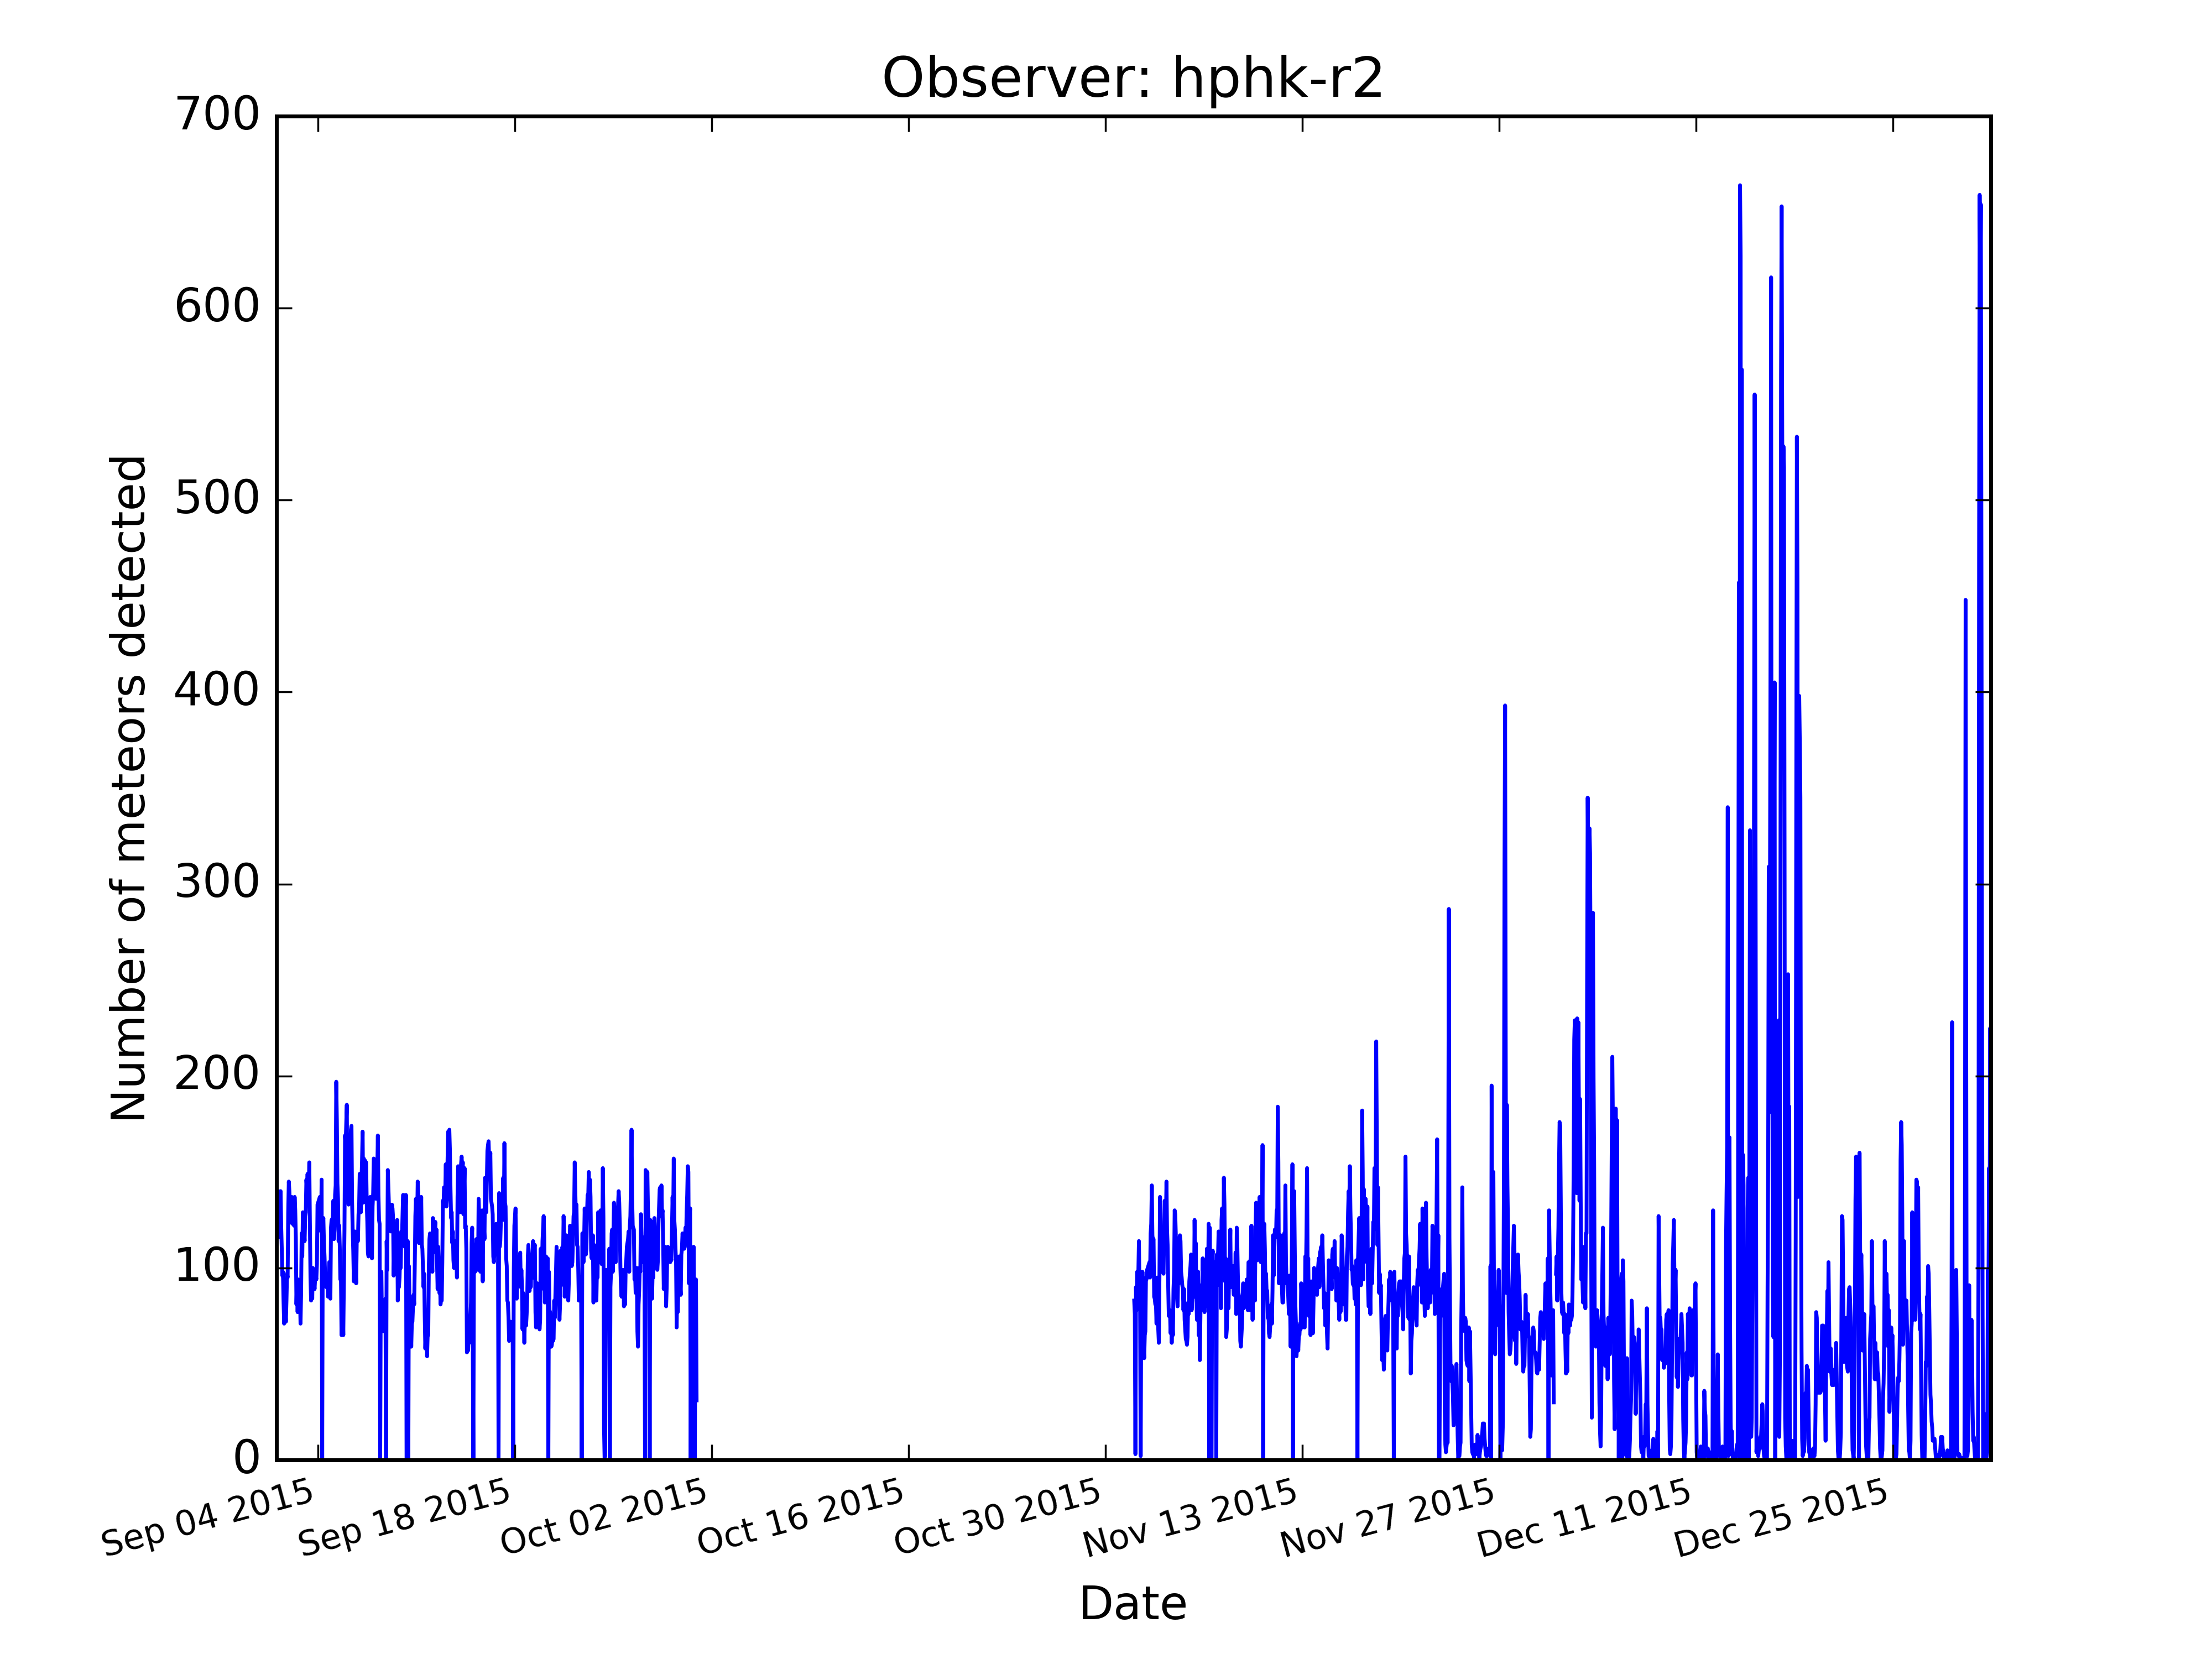 Observer: hphk-r2
700
600
500
400
300
200
100
0
Number of meteors detected
Sep 04 2015
Sep 18 2015
Oct 02 2015
Oct 16 2015
Oct 30 2015
Nov 13 2015
Nov 27 2015
Dec 11 2015
Dec 25 2015
Date